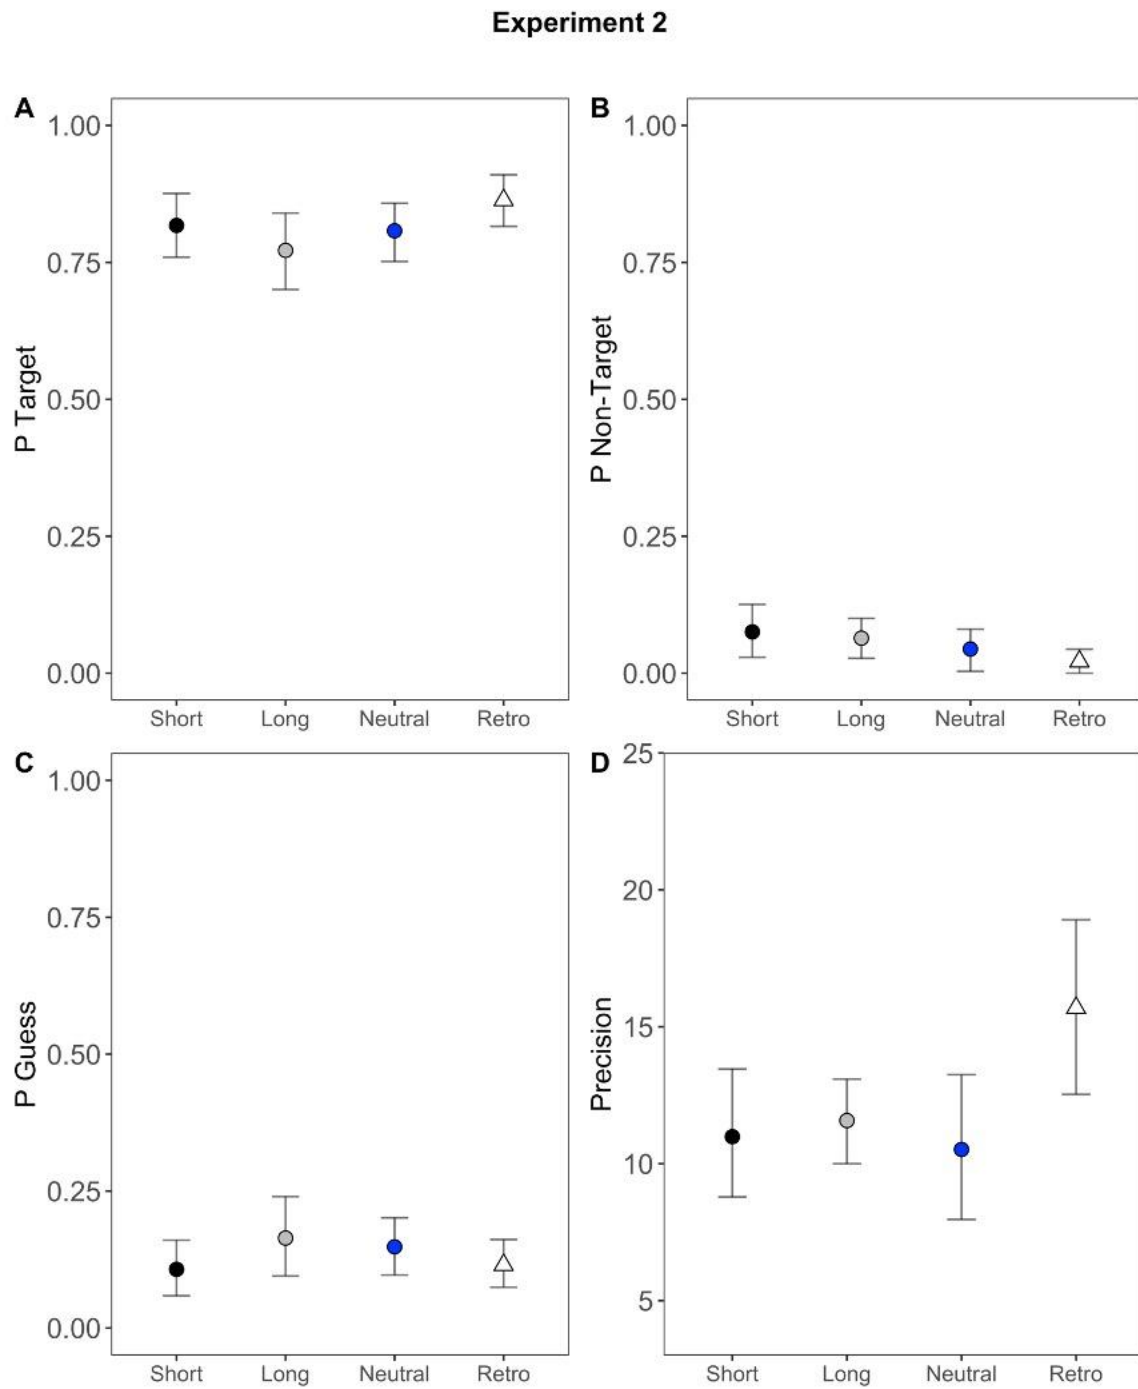 Experiment 2
A
P Target
1.00
0.75
0.50
0.25
0.00
Short Long Neutral Retro
B
P Non-Target
1.00
0.75
0.50
0.25
0.00
Short Long Neutral Retro
C
P Guess
1.00
0.75
0.50
0.25
0.00
Short Long Neutral Retro
D
Precision
25
20
15
10
5
Short Long Neutral Retro